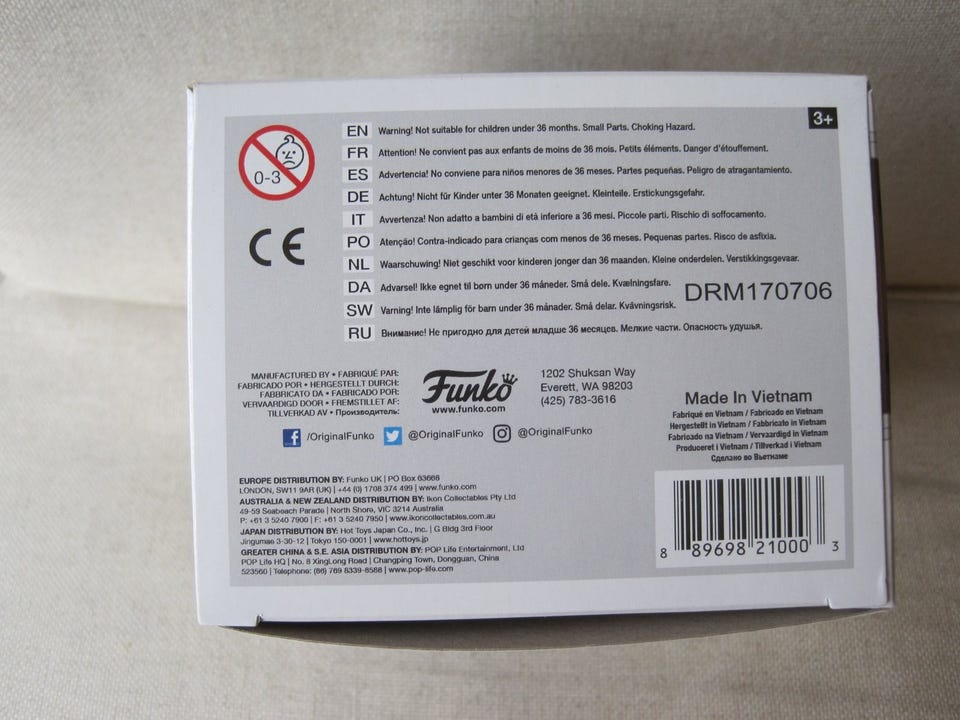 3+
0-3
CE
EN Warning! Not suitable for children under 36 months. Small Parts. Choking Hazard.
FR Attention! Ne convient pas aux enfants de moins de 36 mois. Petits éléments. Danger d'étouffement.
ES Advertencia! No conviene para niños menores de 36 meses. Partes pequeñas. Peligro de atragantamiento.
DE Achtung! Nicht für Kinder unter 36 Monaten geeignet. Kleinteile. Erstickungsgefahr.
IT Avvertenza! Non adatto a bambini di età inferiore a 36 mesi. Piccole parti. Rischio di soffocamento.
PO Atenção! Contra-indicado para crianças com menos de 36 meses. Pequenas partes. Risco de asfixia.
NL Waarschuwing! Niet geschikt voor kinderen jonger dan 36 maanden. Kleine onderdelen. Verstikkingsgevaar.
DA Advarsel! Ikke egnet til børn under 36 måneder. Små dele. Kvælningsfare.
SW Varning! Inte lämplig för barn under 36 månader. Små delar. Kvävningsrisk.
RU Внимание! Не пригодно для детей младше 36 месяцев. Мелкие части. Опасность удушья.
DRM170706
MANUFACTURED BY • FABRIQUÉ PAR:
FABRICADO POR • HERGESTELLT DURCH:
FABBRICATO DA • FABRICADO POR:
VERVAARDIGD DOOR • FREMSTILLET AF:
TILLVERKAD AV • Производитель:
Funko
www.funko.com
1202 Shuksan Way
Everett, WA 98203
(425) 783-3616
/OriginalFunko @OriginalFunko @OriginalFunko
Made In Vietnam
Fabriqué en Vietnam / Fabricado en Vietnam
Hergestellt in Vietnam / Fabbricato in Vietnam
Fabricado na Vietnam / Vervaardigd in Vietnam
Produceret i Vietnam / Tillverkad i Vietnam
Сделано во Вьетнаме
EUROPE DISTRIBUTION BY: Funko UK | PO Box 63668
LONDON, SW11 9AR (UK) | +44 (0) 1708 374 499 | www.funko.com
AUSTRALIA & NEW ZEALAND DISTRIBUTION BY: Ikon Collectables Pty Ltd
49-59 Seabeach Parade | North Shore, VIC 3214 Australia
P: +61 3 5240 7900 | F: +61 3 5240 7950 | www.ikoncollectables.com.au
JAPAN DISTRIBUTION BY: Hot Toys Japan Co., Inc. | G Bldg 3rd Floor
Jingumae 3-30-12 | Tokyo 150-0001 | www.hottoys.jp
GREATER CHINA & S.E. ASIA DISTRIBUTION BY: POP Life Entertainment, Ltd
POP Life HQ | No. 8 XingLong Road | Changping Town, Dongguan, China
523560 | Telephone: (86) 769 8339-8588 | www.pop-life.com
8 89698 21000 3